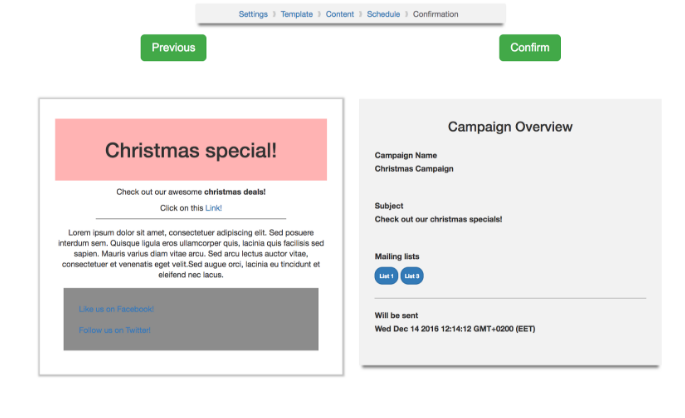 Settings 》 Template 》 Content 》 Schedule 》 Confirmation
Previous
Confirm
Christmas special!
Check out our awesome christmas deals!
Click on this Link!
Lorem ipsum dolor sit amet, consectetuer adipiscing elit. Sed posuere
interdum sem. Quisque ligula eros ullamcorper quis, lacinia quis facilisis sed
sapien. Mauris varius diam vitae arcu. Sed arcu lectus auctor vitae,
consectetuer et venenatis eget velit.Sed augue orci, lacinia eu tincidunt et
eleifend nec lacus.
Like us on Facebook!
Follow us on Twitter!
Campaign Overview
Campaign Name
Christmas Campaign
Subject
Check out our christmas specials!
Mailing lists
List 1 List 3
Will be sent
Wed Dec 14 2016 12:14:12 GMT+0200 (EET)